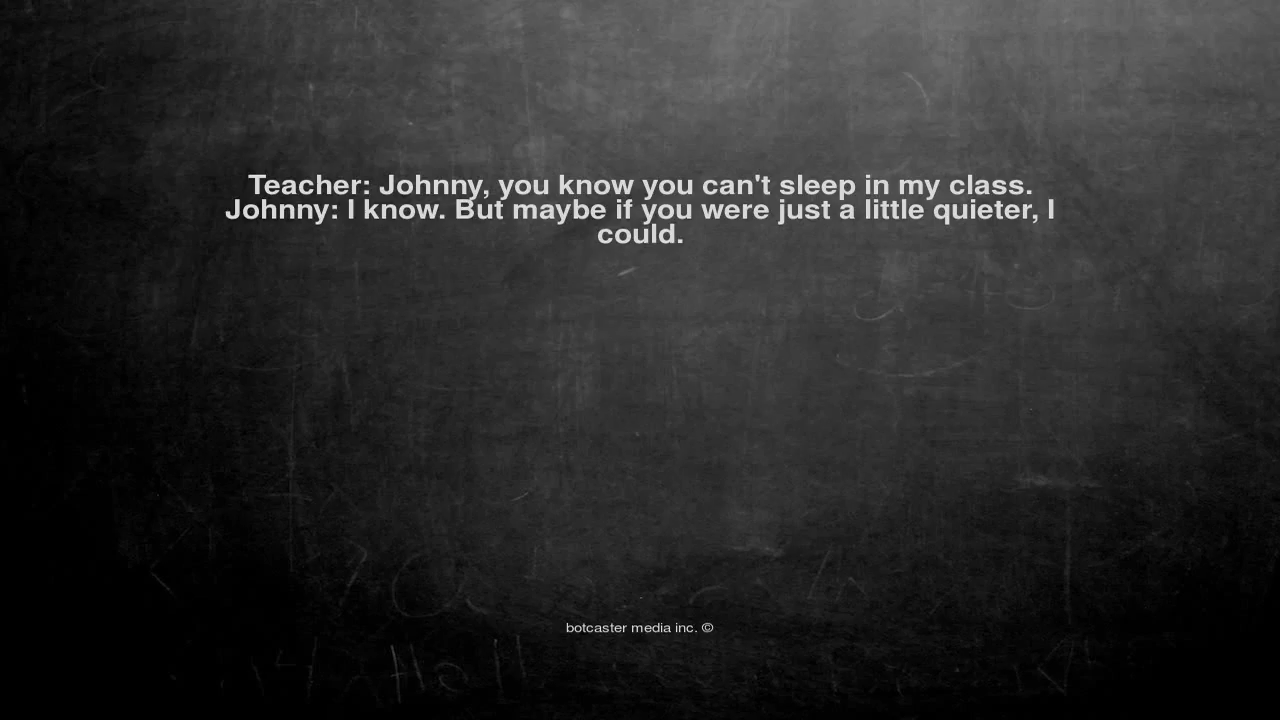 Teacher: Johnny, you know you can't sleep in my class.
Johnny: I know. But maybe if you were just a little quieter, I
could.
botcaster media inc. ©